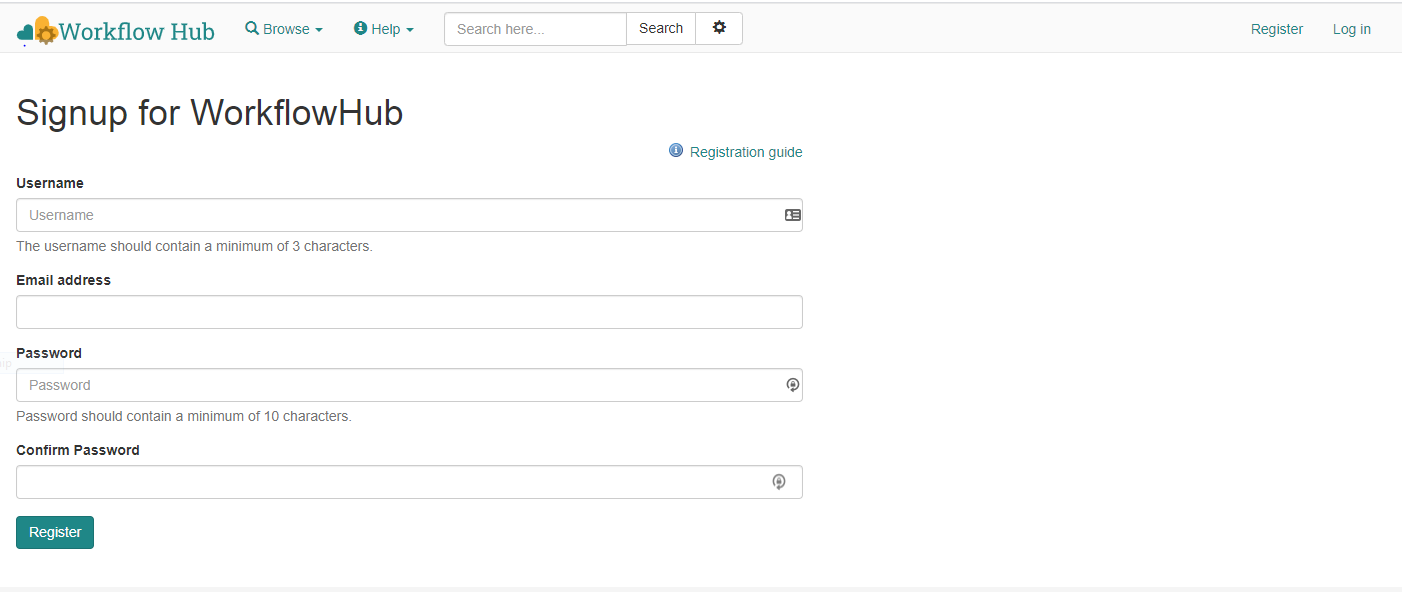 Workflow Hub Browse Help Search here... Search Register Log in
Signup for WorkflowHub
Registration guide
Username
Username
The username should contain a minimum of 3 characters.
Email address
Password
Password
Password should contain a minimum of 10 characters.
Confirm Password
Register